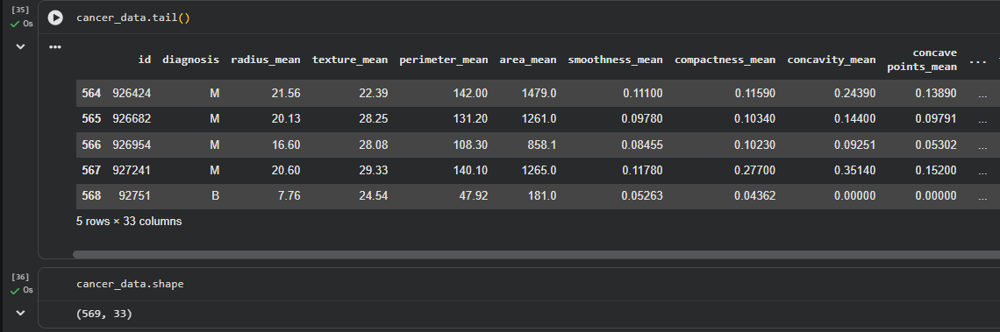 [35]
0s
cancer_data.tail()
id diagnosis radius_mean texture_mean perimeter_mean area_mean smoothness_mean compactness_mean concavity_mean concave points_mean ...
564 926424 M 21.56 22.39 142.00 1479.0 0.11100 0.11590 0.24390 0.13890 ...
565 926682 M 20.13 28.25 131.20 1261.0 0.09780 0.10340 0.14400 0.09791 ...
566 926954 M 16.60 28.08 108.30 858.1 0.08455 0.10230 0.09251 0.05302 ...
567 927241 M 20.60 29.33 140.10 1265.0 0.11780 0.27700 0.35140 0.15200 ...
568 92751 B 7.76 24.54 47.92 181.0 0.05263 0.04362 0.00000 0.00000 ...
5 rows × 33 columns
[36]
0s
cancer_data.shape
(569, 33)